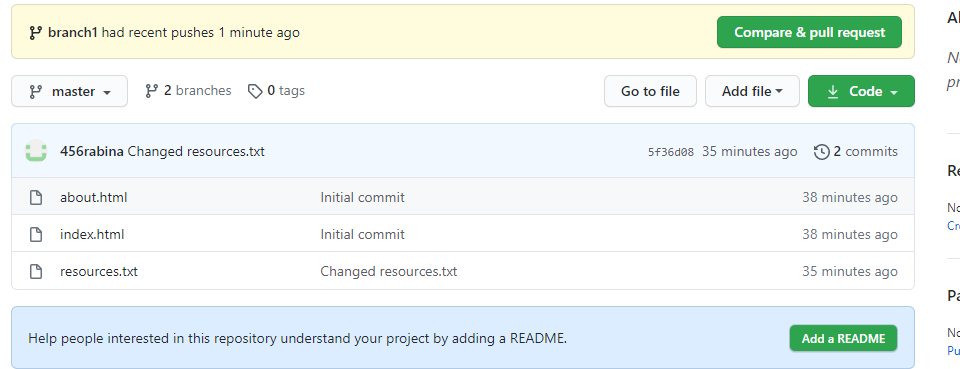 branch1 had recent pushes 1 minute ago
Compare & pull request
master
2 branches
0 tags
Go to file
Add file
Code
456rabina Changed resources.txt
5f36d08 35 minutes ago
2 commits
about.html Initial commit 38 minutes ago
index.html Initial commit 38 minutes ago
resources.txt Changed resources.txt 35 minutes ago
Help people interested in this repository understand your project by adding a README.
Add a README